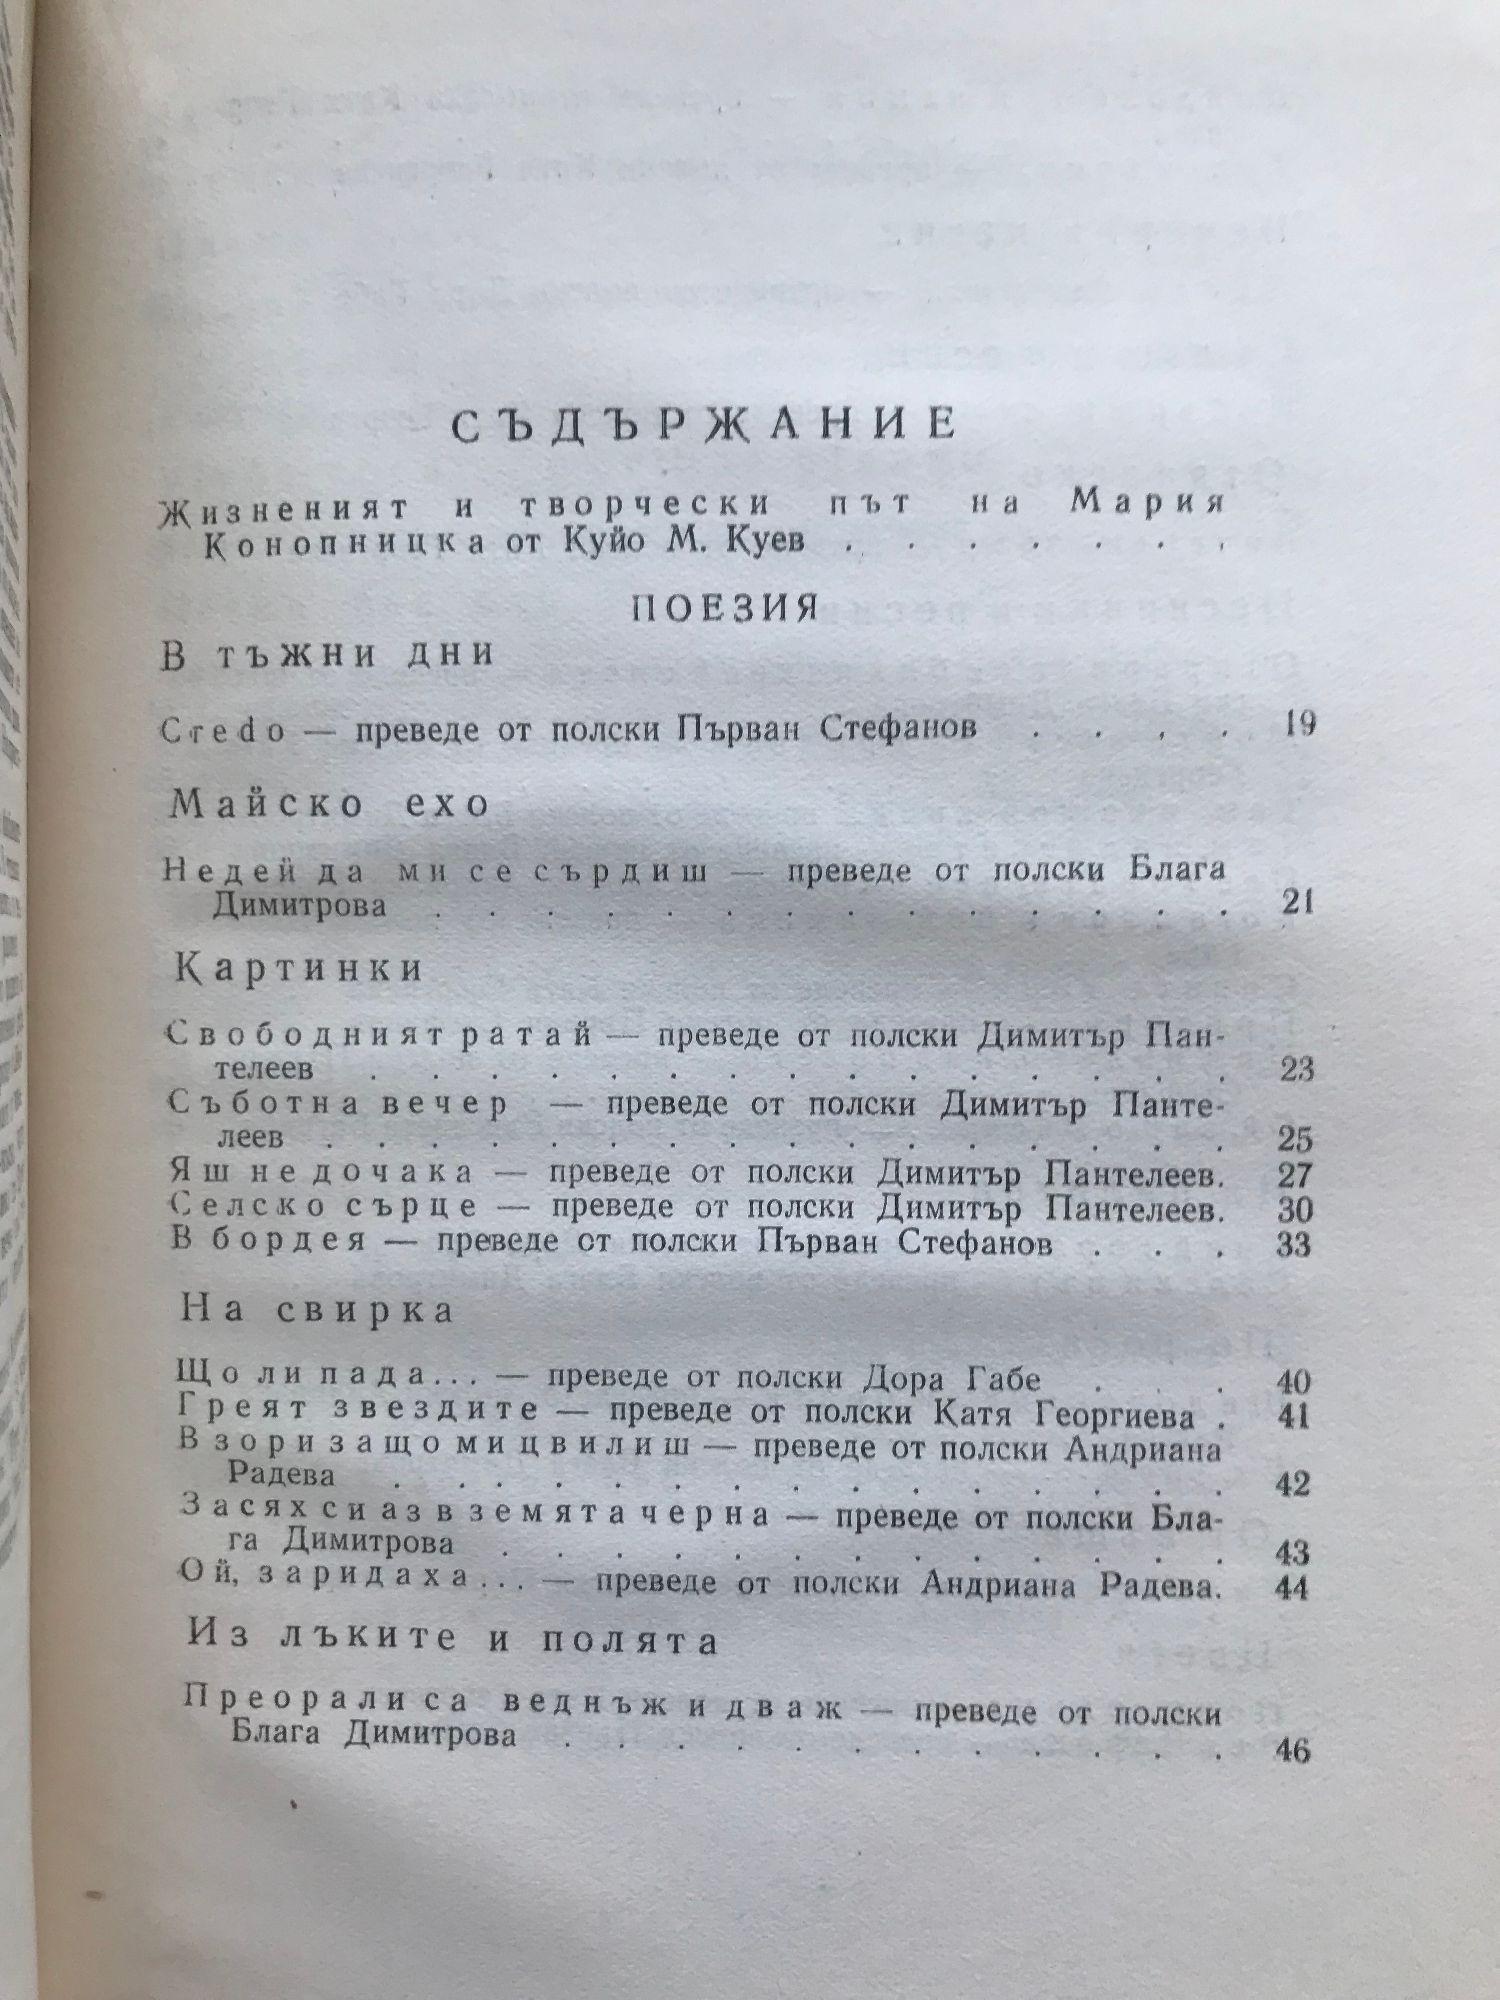 СЪДЪРЖАНИЕ
Жизненият и творчески път на Мария
Конопницка от Куйо М. Куев . . . . . . .
ПОЕЗИЯ
В тъжни дни
Credo — преведе от полски Първан Стефанов . . . . 19
Майско ехо
Недей да ми се сърдиш — преведе от полски Блага
Димитрова . . . . . . . . . . . . . . 21
Картинки
Свободният ратай — преведе от полски Димитър Пан-
телеев . . . . . . . . . . . . . . . 23
Съботна вечер — преведе от полски Димитър Панте-
леев . . . . . . . . . . . . . . . . 25
Яш не дочака — преведе от полски Димитър Пантелеев. 27
Селско сърце — преведе от полски Димитър Пантелеев. 30
В бордея — преведе от полски Първан Стефанов . . . 33
На свирка
Що ли пада... — преведе от полски Дора Габе . . . 40
Греят звездите — преведе от полски Катя Георгиева . 41
В зори защо ми цвилиш — преведе от полски Андриана
Радева . . . . . . . . . . . . . . . 42
Засях си аз в земята черна — преведе от полски Бла-
га Димитрова . . . . . . . . . . . . . 43
Ой, заридаха... — преведе от полски Андриана Радева. 44
Из лъките и полята
Преорали са веднъж и дваж — преведе от полски
Блага Димитрова . . . . . . . . . . . . 46